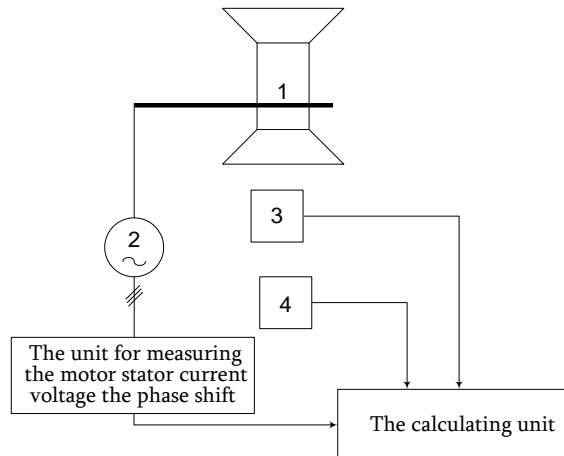 1
2
3
4
The unit for measuring
the motor stator current
voltage the phase shift
The calculating unit